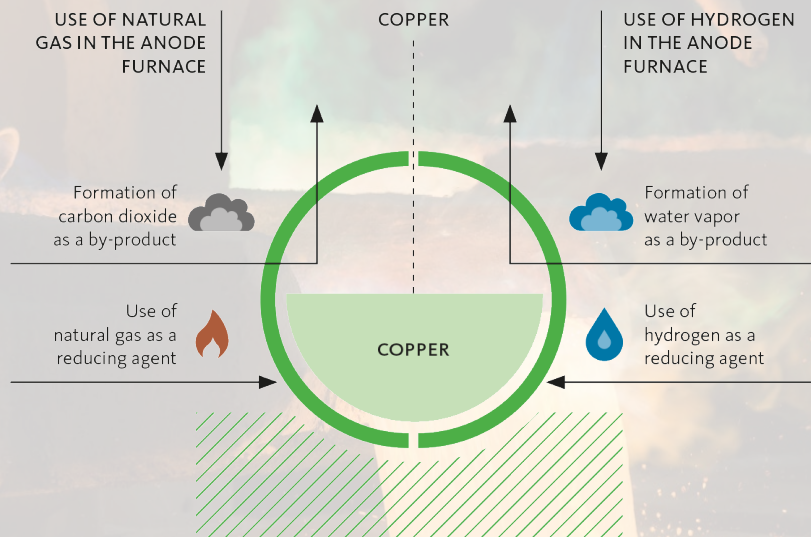 USE OF NATURAL
GAS IN THE ANODE
FURNACE
COPPER
USE OF HYDROGEN
IN THE ANODE
FURNACE
Formation of
carbon dioxide
as a by-product
Formation of
water vapor
as a by-product
Use of
natural gas as a
reducing agent
COPPER
Use of
hydrogen as a
reducing agent